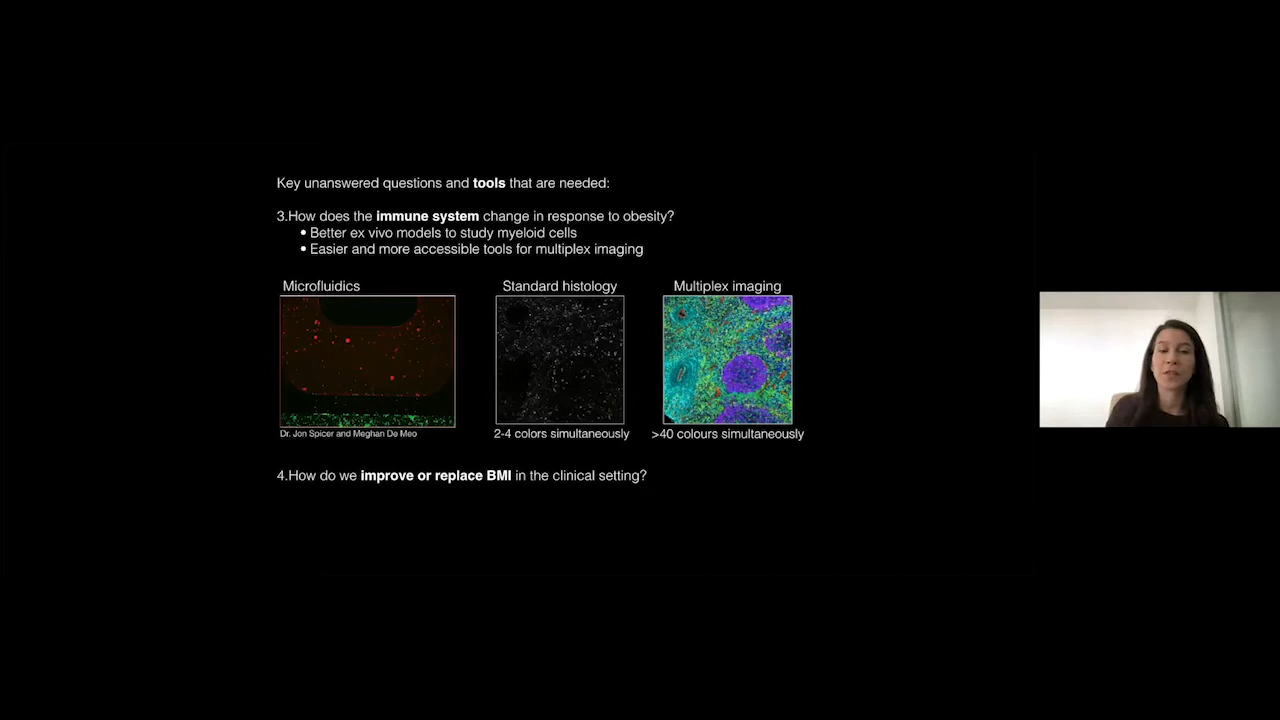 Key unanswered questions and tools that are needed:
3.How does the immune system change in response to obesity?
• Better ex vivo models to study myeloid cells
• Easier and more accessible tools for multiplex imaging
Microfluidics
Standard histology
Multiplex imaging
Dr. Jon Spicer and Meghan De Meo
2-4 colors simultaneously
>40 colours simultaneously
4.How do we improve or replace BMI in the clinical setting?